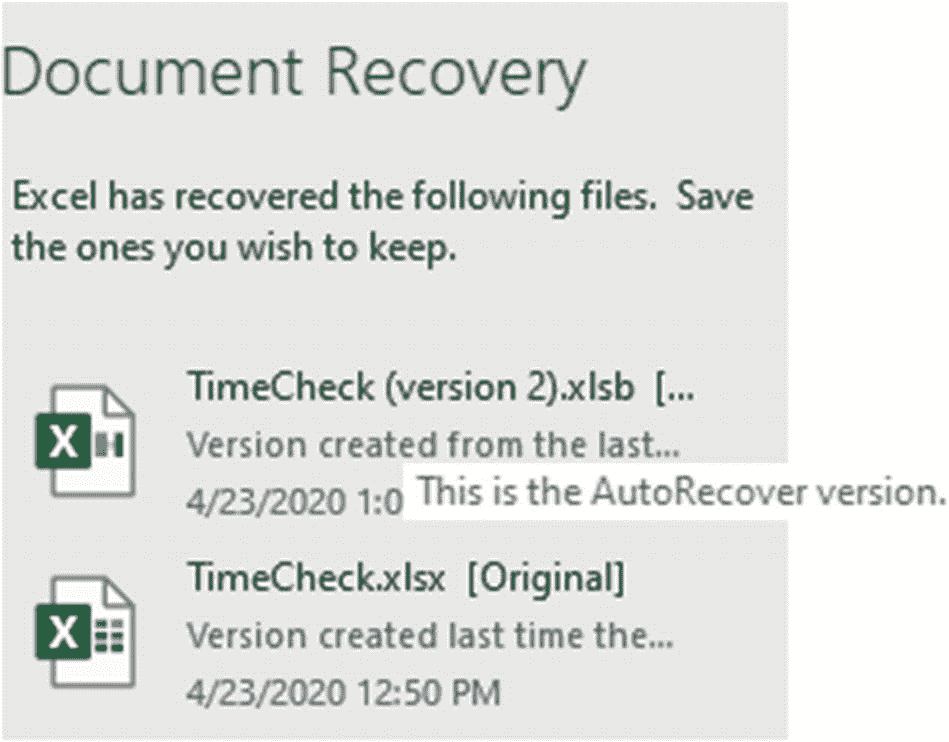 Document Recovery
Excel has recovered the following files. Save
the ones you wish to keep.
TimeCheck (version 2).xlsb [...
Version created from the last...
4/23/2020 1:0
This is the AutoRecover version.
TimeCheck.xlsx [Original]
Version created last time the...
4/23/2020 12:50 PM